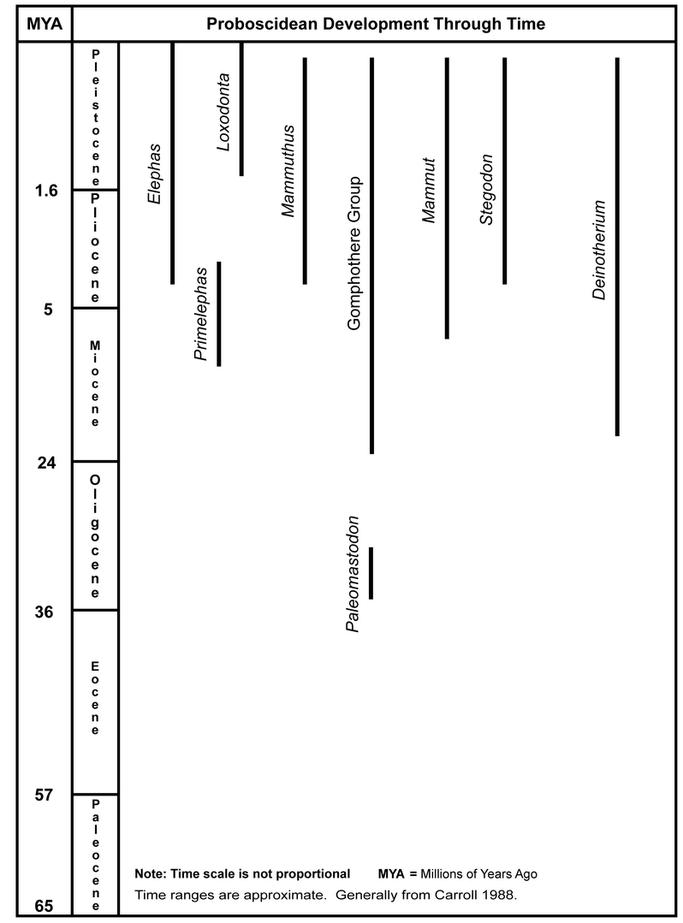 MYA
Proboscidean Development Through Time
Pleistocene
Elephas
Loxodonta
Mammuthus
Gomphothere Group
Mammut
Stegodon
Deinotherium
1.6
Pliocene
Primelephas
5
Miocene
24
Oligocene
Paleomastodon
36
Eocene
57
Paleocene
Note: Time scale is not proportional MYA = Millions of Years Ago
Time ranges are approximate. Generally from Carroll 1988.
65